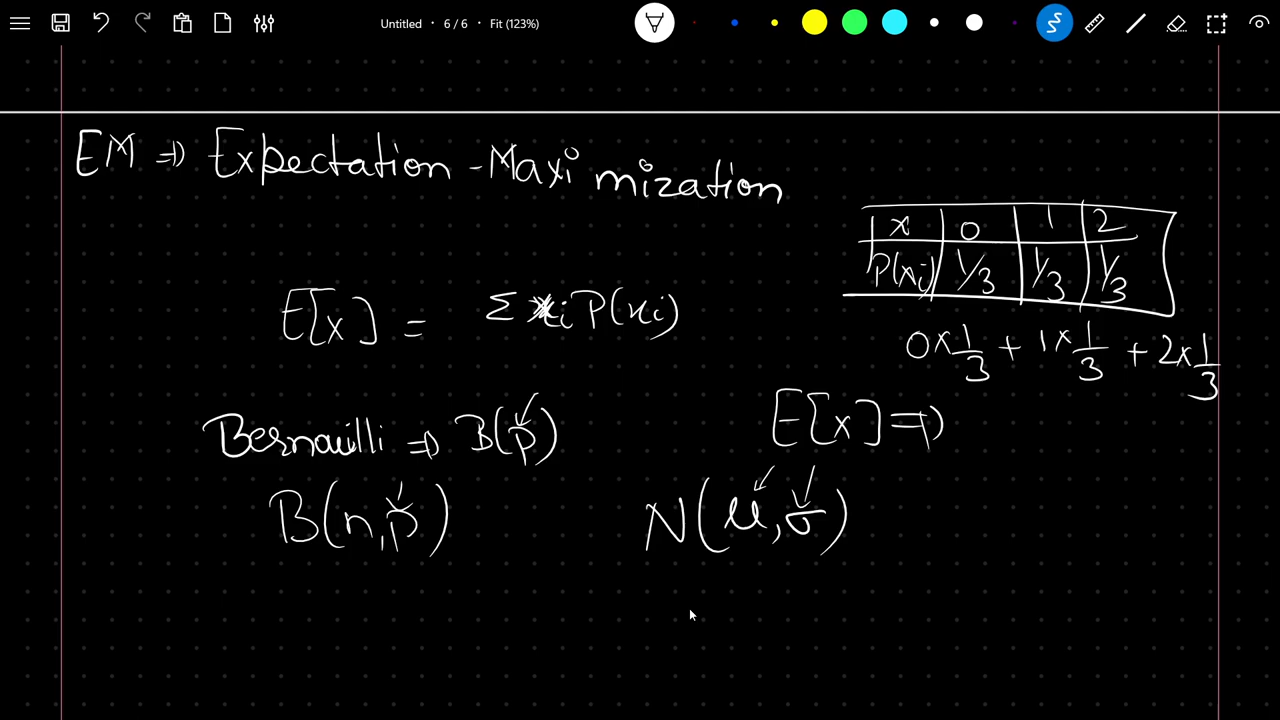 Untitled • 6 / 6 • Fit (123%)
EM ⇒ Expectation - Maximization
x 0 1 2
P(xi) 1/3 1/3 1/3
E[x] = Σ xi P(xi)
0 × 1/3 + 1 × 1/3 + 2 × 1/3
Bernauilli ⇒ B(p)
E[x] ⇒
B(n,p)
N(μ,σ)